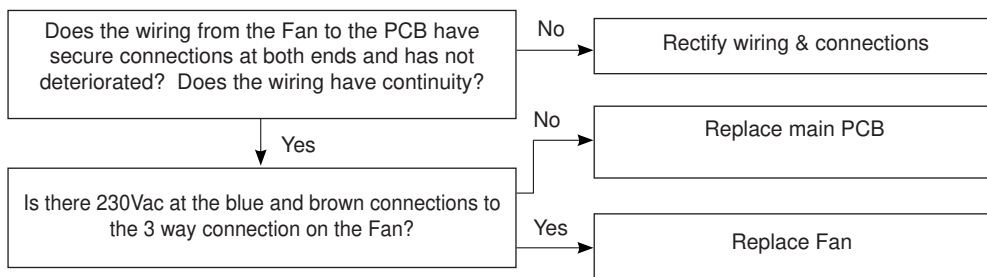 Does the wiring from the Fan to the PCB have
secure connections at both ends and has not
deteriorated? Does the wiring have continuity?
No
Rectify wiring & connections
Yes
No
Replace main PCB
Is there 230Vac at the blue and brown connections to
the 3 way connection on the Fan?
Yes
Replace Fan